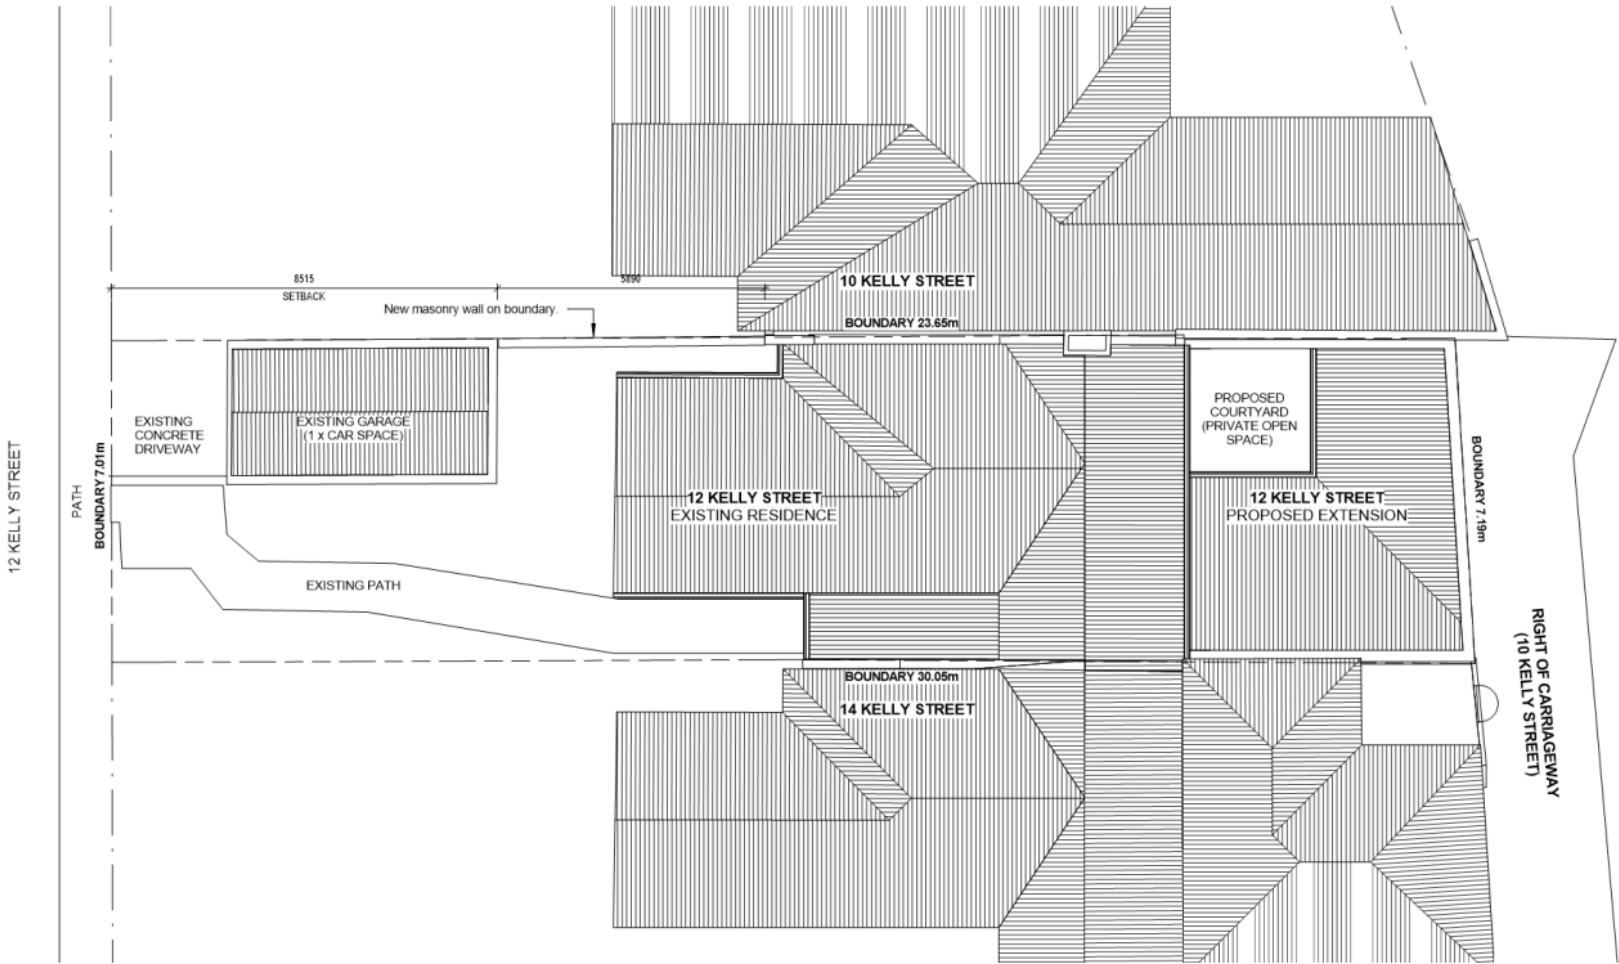 8515
SETBACK
5890
10 KELLY STREET
New masonry wall on boundary.
BOUNDARY 23.65m
EXISTING
CONCRETE
DRIVEWAY
EXISTING GARAGE
(1 x CAR SPACE)
PROPOSED
COURTYARD
(PRIVATE OPEN
SPACE)
12 KELLY STREET
PATH
BOUNDARY 7.01m
12 KELLY STREET
EXISTING RESIDENCE
12 KELLY STREET
PROPOSED EXTENSION
BOUNDARY 7.19m
EXISTING PATH
RIGHT OF CARRIAGEWAY
(10 KELLY STREET)
BOUNDARY 30.05m
14 KELLY STREET